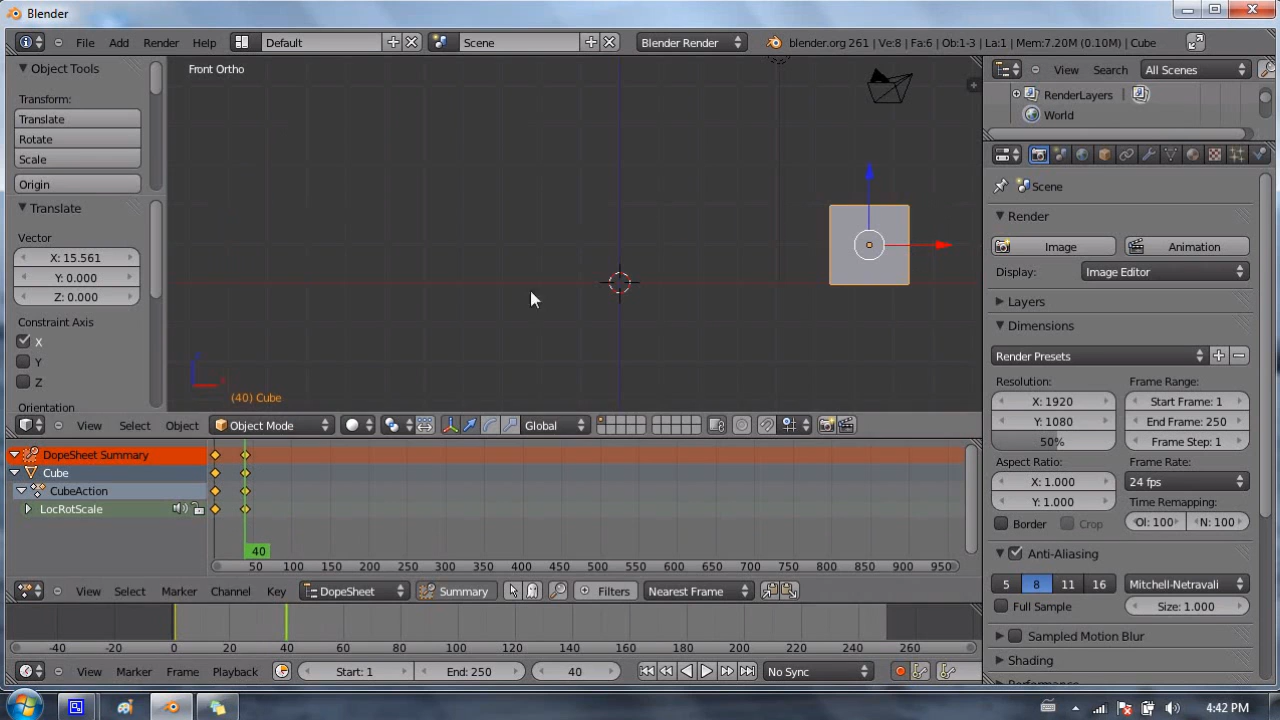 Blender
File Add Render Help Default Scene Blender Render blender.org 261 | Ve:8 | Fa:6 | Ob:1-3 | La:1 | Mem:7.20M (0.10M) | Cube
Object Tools
Transform:
Translate
Rotate
Scale
Origin
Translate
Vector
X: 15.561
Y: 0.000
Z: 0.000
Constraint Axis
X
Y
Z
Orientation
Front Ortho
(40) Cube
View Select Object Object Mode Global
DopeSheet Summary
Cube
CubeAction
LocRotScale
40
50 100 150 200 250 300 350 400 450 500 550 600 650 700 750 800 850 900 950
View Select Marker Channel Key DopeSheet Summary Filters Nearest Frame
-40 -20 0 20 40 60 80 100 120 140 160 180 200 220 240 260
View Marker Frame Playback Start: 1 End: 250 40 No Sync
View Search All Scenes
RenderLayers
World
Scene
Render
Image Animation
Display: Image Editor
Layers
Dimensions
Render Presets
Resolution: Frame Range:
X: 1920 Start Frame: 1
Y: 1080 End Frame: 250
50% Frame Step: 1
Aspect Ratio: Frame Rate:
X: 1.000 24 fps
Y: 1.000 Time Remapping:
Border Crop Ol: 100 N: 100
Anti-Aliasing
5 8 11 16 Mitchell-Netravali
Full Sample Size: 1.000
Sampled Motion Blur
Shading
4:42 PM